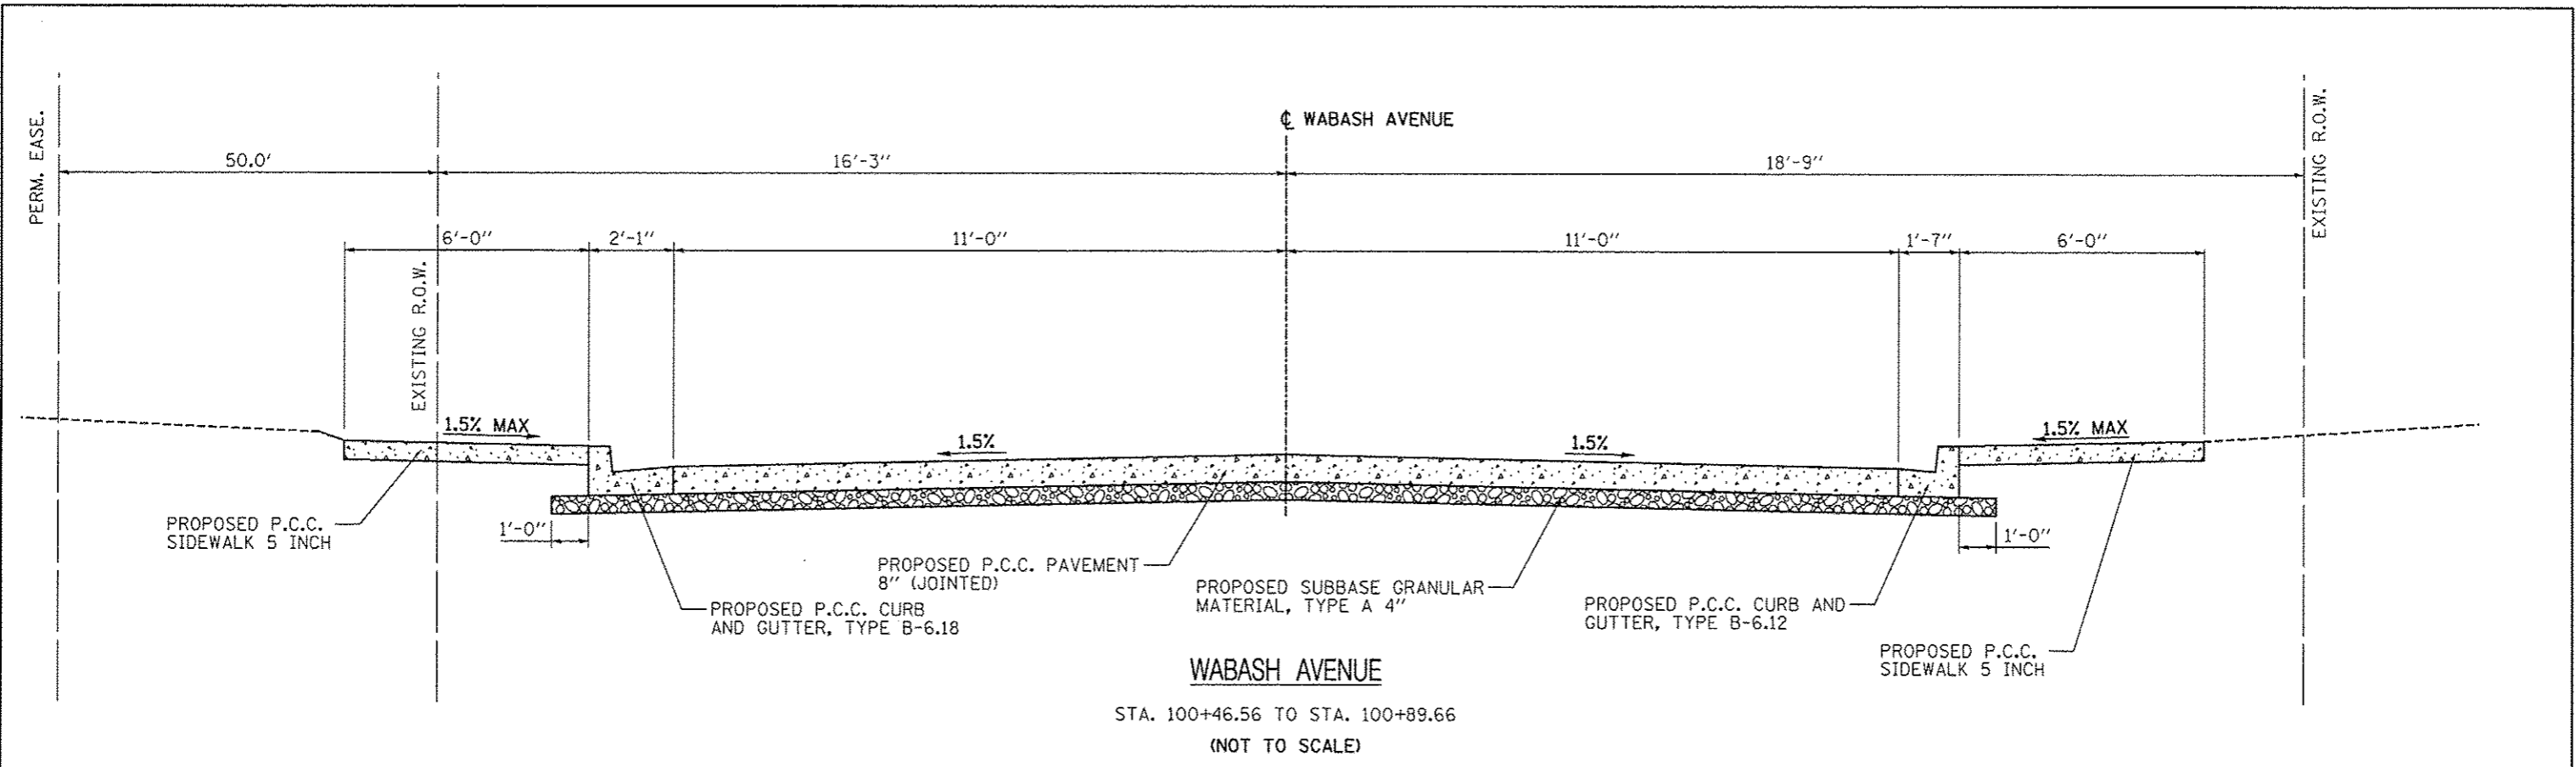 PERM. EASE.
50.0'
16'-3"
℄ WABASH AVENUE
18'-9"
EXISTING R.O.W.
6'-0"
2'-1"
11'-0"
11'-0"
1'-7"
6'-0"
EXISTING R.O.W.
1.5% MAX
1.5%
1.5%
1.5% MAX
PROPOSED P.C.C.
SIDEWALK 5 INCH
1'-0"
PROPOSED P.C.C. CURB
AND GUTTER, TYPE B-6.18
PROPOSED P.C.C. PAVEMENT
8" (JOINTED)
PROPOSED SUBBASE GRANULAR
MATERIAL, TYPE A 4"
PROPOSED P.C.C. CURB AND
GUTTER, TYPE B-6.12
1'-0"
PROPOSED P.C.C.
SIDEWALK 5 INCH
WABASH AVENUE
STA. 100+46.56 TO STA. 100+89.66
(NOT TO SCALE)